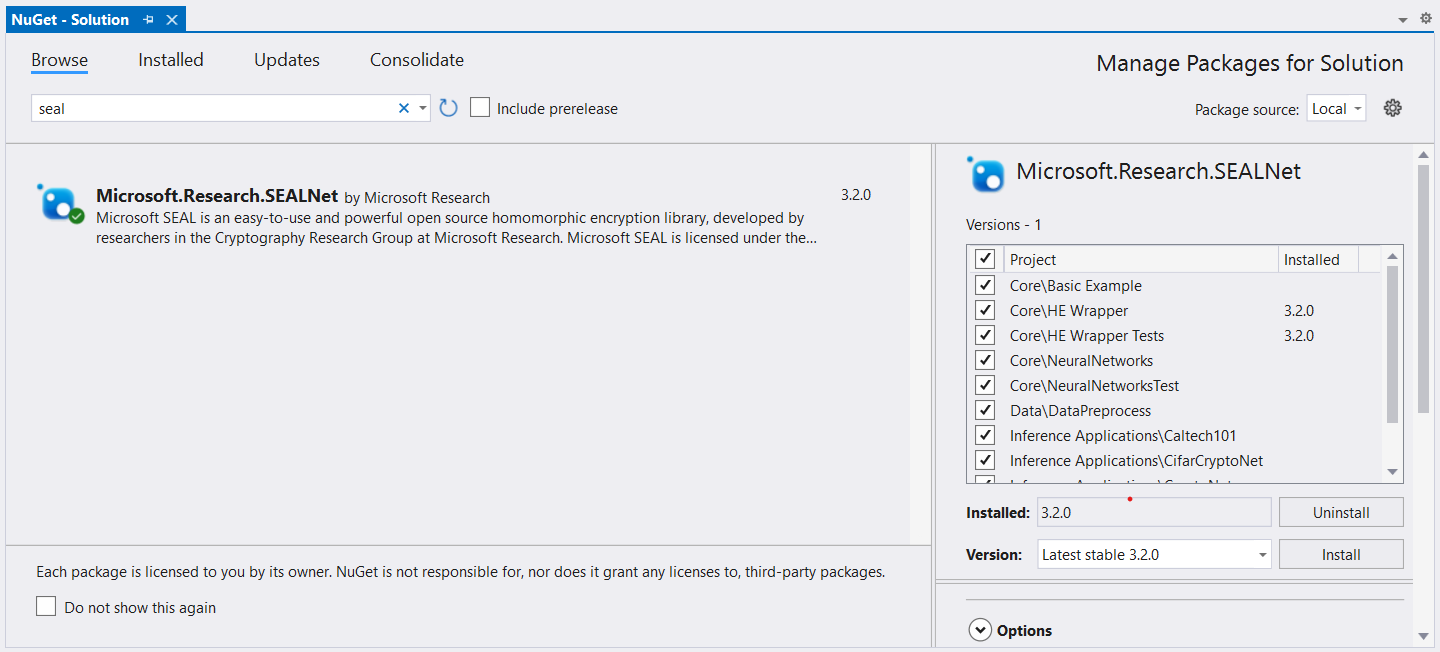 NuGet - Solution
Browse Installed Updates Consolidate
Manage Packages for Solution
seal
Include prerelease
Package source: Local
Microsoft.Research.SEALNet by Microsoft Research 3.2.0
Microsoft SEAL is an easy-to-use and powerful open source homomorphic encryption library, developed by
researchers in the Cryptography Research Group at Microsoft Research. Microsoft SEAL is licensed under the...
Each package is licensed to you by its owner. NuGet is not responsible for, nor does it grant any licenses to, third-party packages.
Do not show this again
Microsoft.Research.SEALNet
Versions - 1
Project Installed
Core\Basic Example
Core\HE Wrapper 3.2.0
Core\HE Wrapper Tests 3.2.0
Core\NeuralNetworks
Core\NeuralNetworksTest
Data\DataPreprocess
Inference Applications\Caltech101
Inference Applications\CifarCryptoNet
Installed: 3.2.0 Uninstall
Version: Latest stable 3.2.0 Install
Options